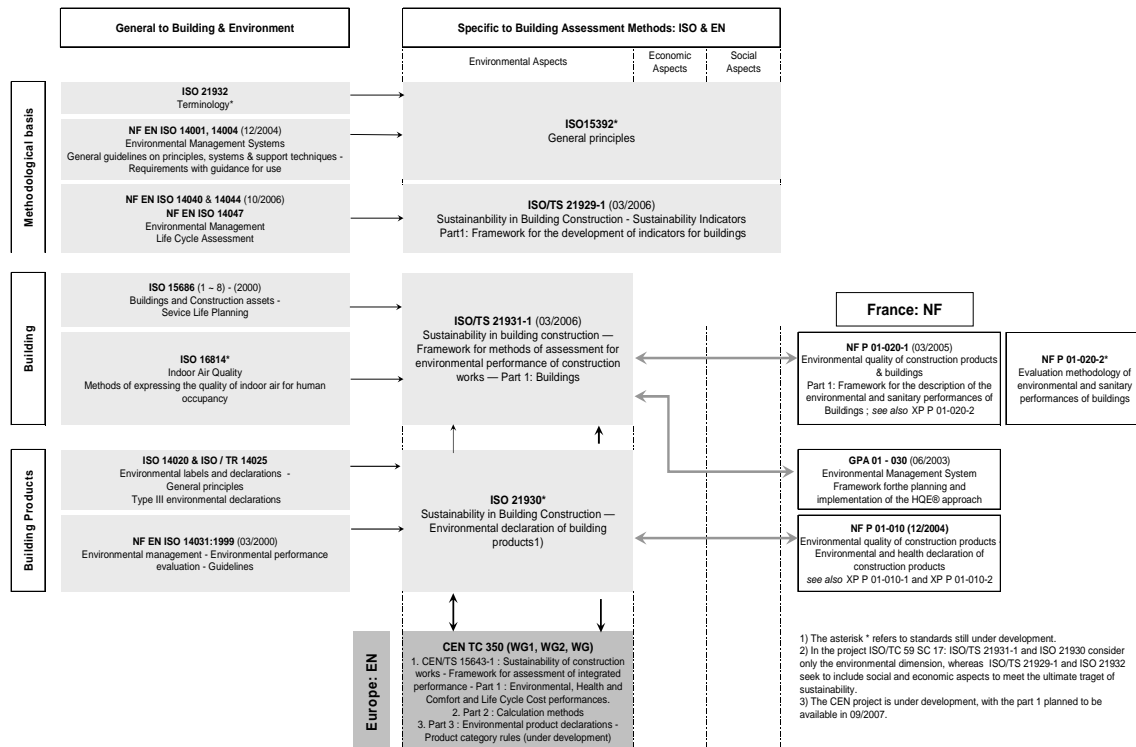 General to Building & Environment
Specific to Building Assessment Methods: ISO & EN
Environmental Aspects
Economic
Aspects
Social
Aspects
Methodological basis
ISO 21932
Terminology*
NF EN ISO 14001, 14004 (12/2004)
Environmental Management Systems
General guidelines on principles, systems & support techniques -
Requirements with guidance for use
NF EN ISO 14040 & 14044 (10/2006)
NF EN ISO 14047
Environmental Management
Life Cycle Assessment
ISO15392*
General principles
ISO/TS 21929-1 (03/2006)
Sustainanbility in Building Construction - Sustainability Indicators
Part1: Framework for the development of indicators for buildings
Building
ISO 15686 (1 ~ 8) - (2000)
Buildings and Construction assets -
Sevice Life Planning
ISO 16814*
Indoor Air Quality
Methods of expressing the quality of indoor air for human
occupancy
ISO/TS 21931-1 (03/2006)
Sustainability in building construction —
Framework for methods of assessment for
environmental performance of construction
works — Part 1: Buildings
France: NF
NF P 01-020-1 (03/2005)
Environmental quality of construction products
& buildings
Part 1: Framework for the description of the
environmental and sanitary performances of
Buildings ; see also XP P 01-020-2
NF P 01-020-2*
Evaluation methodology of
environmental and sanitary
performances of buildings
Building Products
ISO 14020 & ISO / TR 14025
Environmental labels and declarations -
General principles
Type III environmental declarations
NF EN ISO 14031:1999 (03/2000)
Environmental management - Environmental performance
evaluation - Guidelines
ISO 21930*
Sustainability in Building Construction —
Environmental declaration of building
products1)
GPA 01 - 030 (06/2003)
Environmental Management System
Framework forthe planning and
implementation of the HQE® approach
NF P 01-010 (12/2004)
Environmental quality of construction products -
Environmental and health declaration of
construction products
see also XP P 01-010-1 and XP P 01-010-2
Europe: EN
CEN TC 350 (WG1, WG2, WG)
1. CEN/TS 15643-1 : Sustainability of construction
works - Framework for assessment of integrated
performance - Part 1 : Environmental, Health and
Comfort and Life Cycle Cost performances.
2. Part 2 : Calculation methods
3. Part 3 : Environmental product declarations -
Product category rules (under development)
1) The asterisk * refers to standards still under development.
2) In the project ISO/TC 59 SC 17: ISO/TS 21931-1 and ISO 21930 consider
only the environmental dimension, whereas ISO/TS 21929-1 and ISO 21932
seek to include social and economic aspects to meet the ultimate traget of
sustainability.
3) The CEN project is under development, with the part 1 planned to be
available in 09/2007.